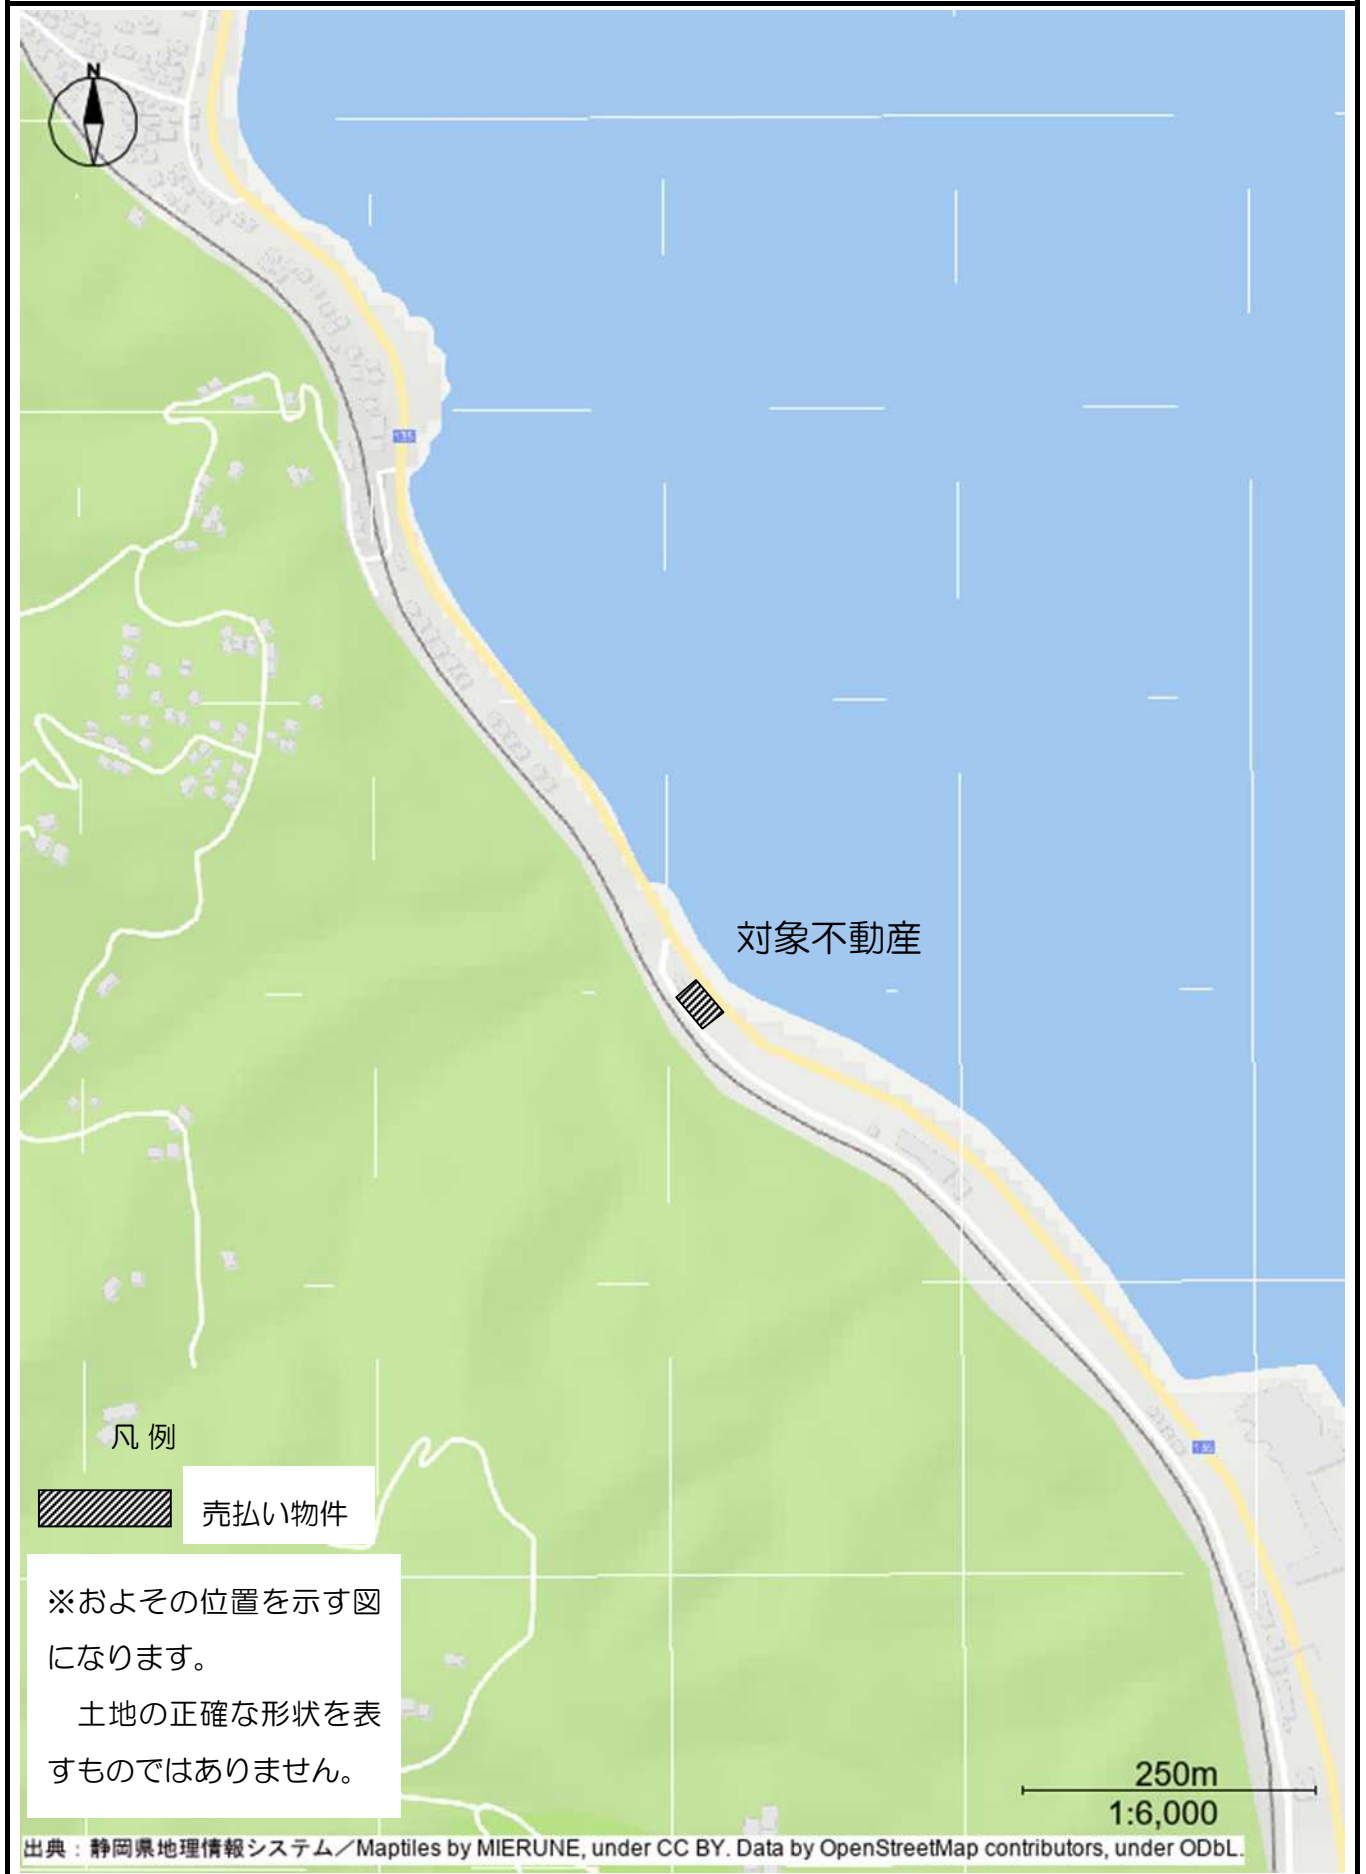 N
135
対象不動産
凡 例
売払い物件
※およその位置を示す図
になります。
土地の正確な形状を表
すものではありません。
250m
1:6,000
出典：静岡県地理情報システム／Maptiles by MIERUNE, under CC BY. Data by OpenStreetMap contributors, under ODbL.